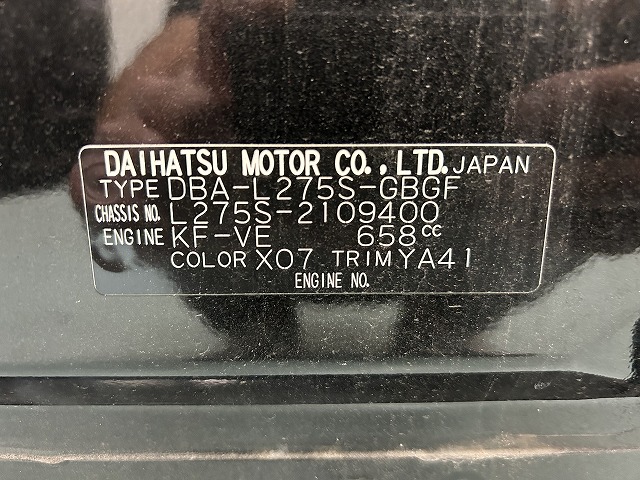 DAIHATSU MOTOR CO., LTD. JAPAN
TYPE DBA-L275S-GBGF
CHASSIS NO. L275S-2109400
ENGINE KF-VE 658cc
COLOR X07 TRIM YA41
ENGINE NO.